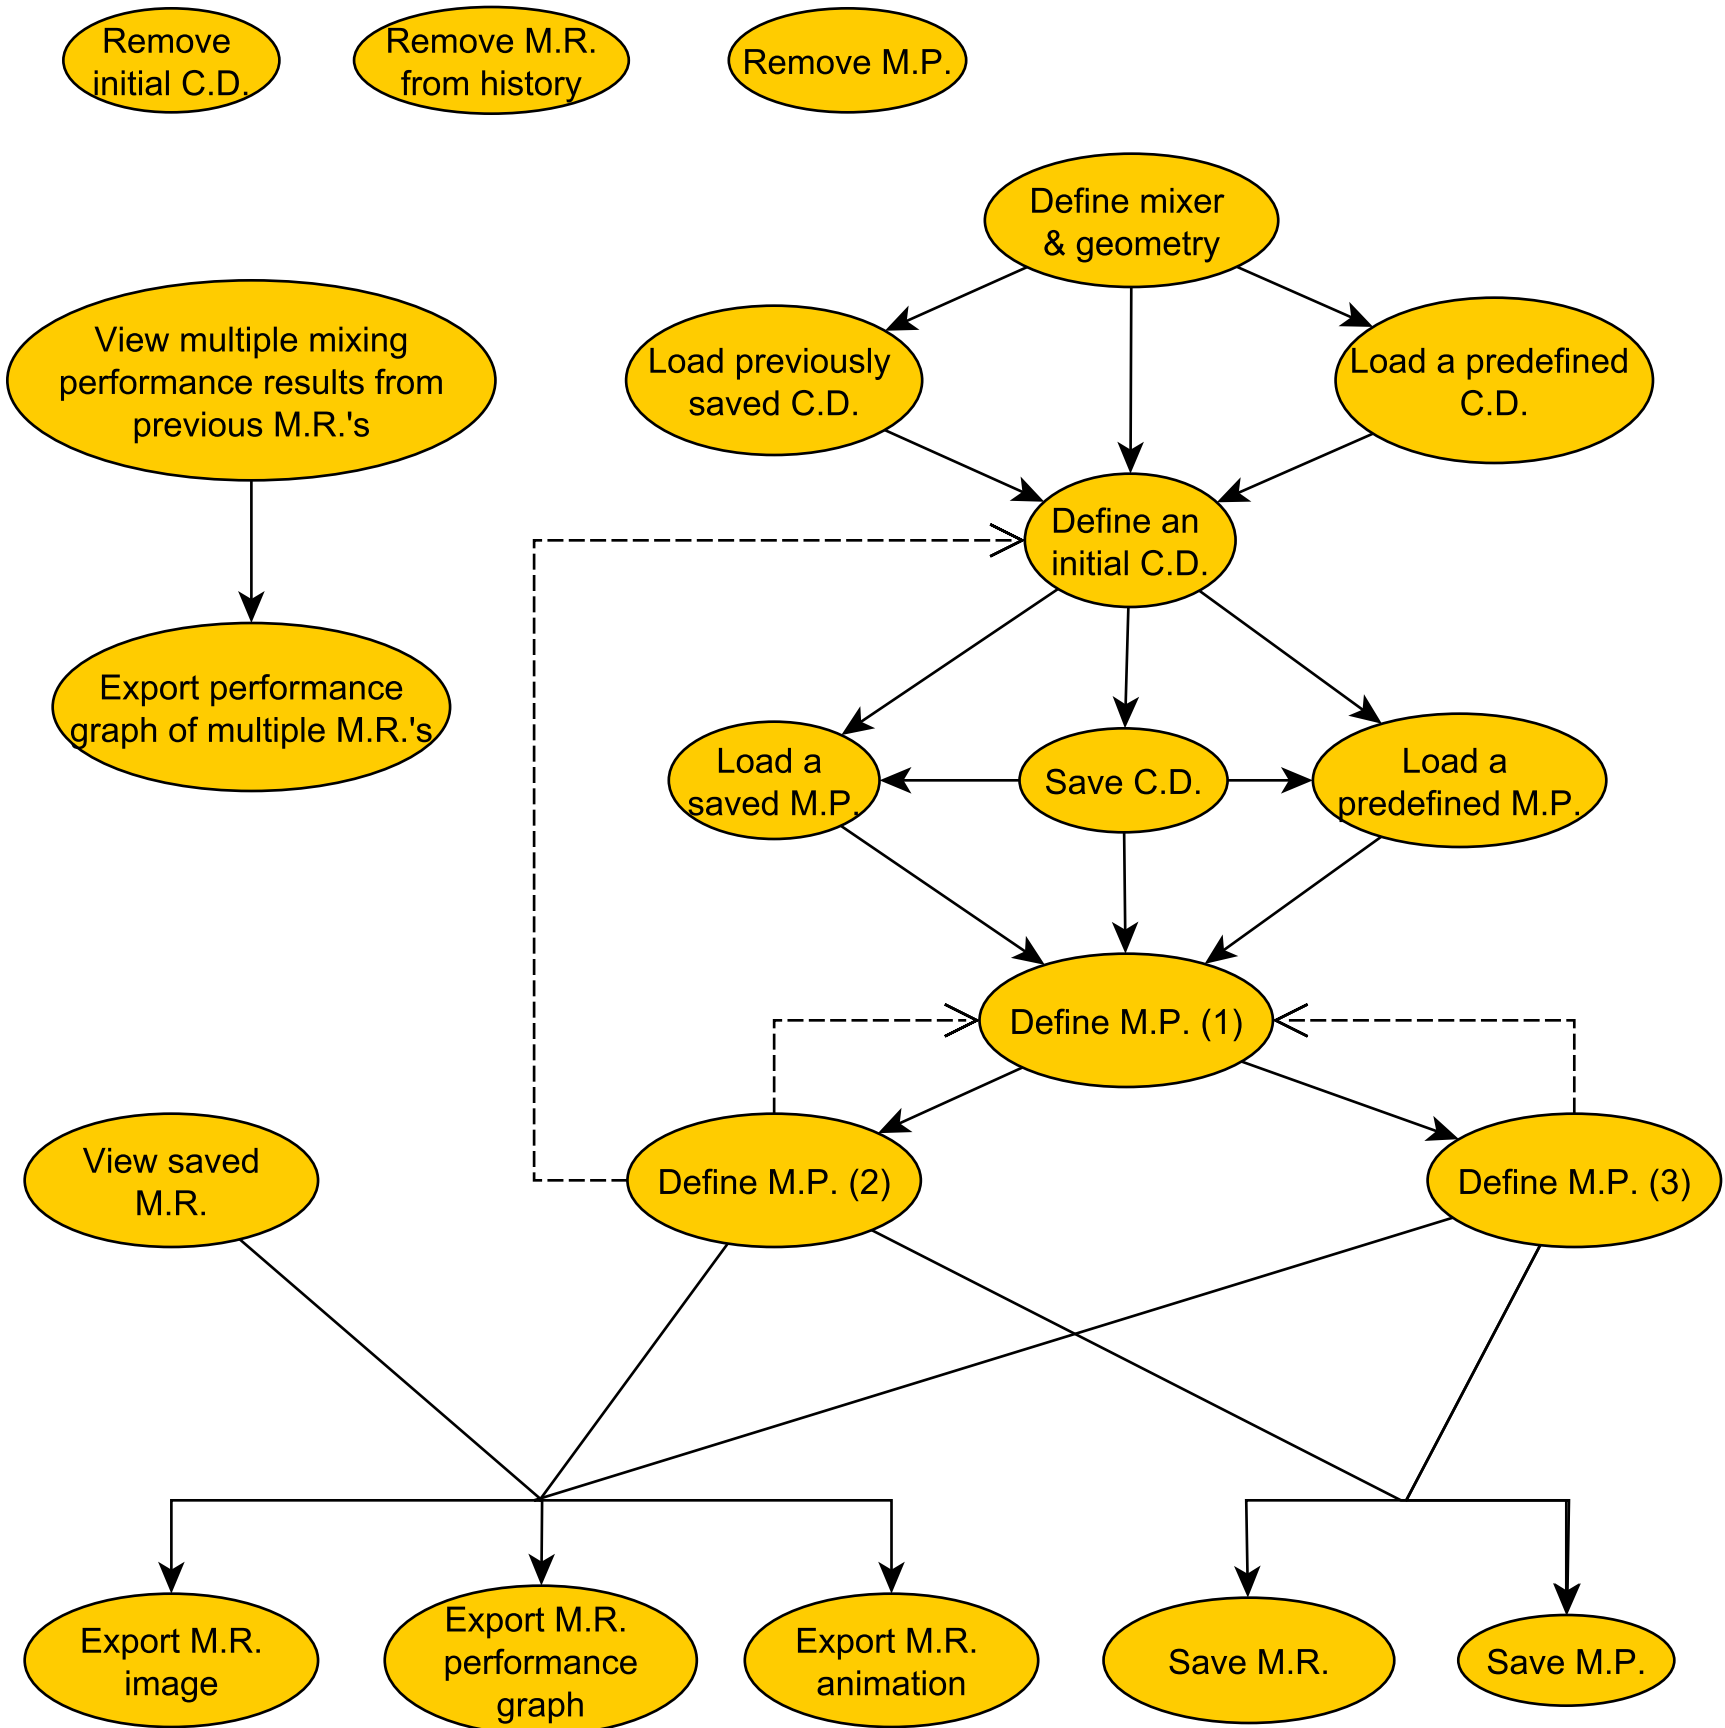 Remove
initial C.D.
Remove M.R.
from history
Remove M.P.
Define mixer
& geometry
View multiple mixing
performance results from
previous M.R.'s
Load previously
saved C.D.
Load a predefined
C.D.
Define an
initial C.D.
Export performance
graph of multiple M.R.'s
Load a
saved M.P.
Save C.D.
Load a
predefined M.P.
Define M.P. (1)
View saved
M.R.
Define M.P. (2)
Define M.P. (3)
Export M.R.
image
Export M.R.
performance
graph
Export M.R.
animation
Save M.R.
Save M.P.